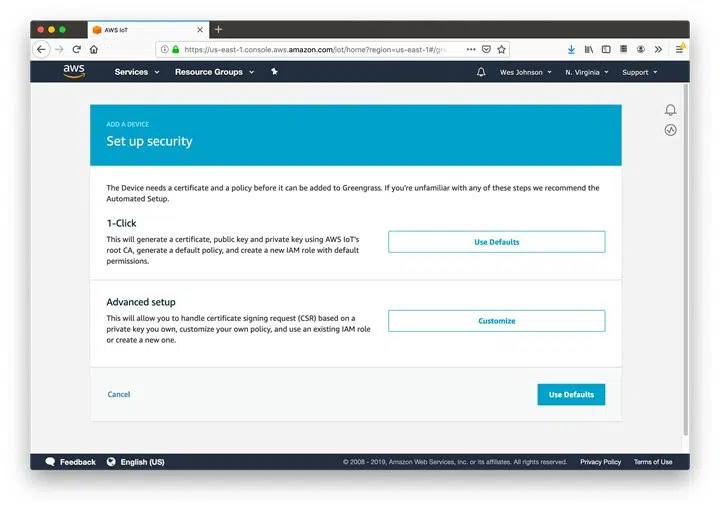 AWS IoT
https://us-east-1.console.aws.amazon.com/iot/home?region=us-east-1#/gre
aws
Services
Resource Groups
Wes Johnson
N. Virginia
Support
ADD A DEVICE
Set up security
The Device needs a certificate and a policy before it can be added to Greengrass. If you're unfamiliar with any of these steps we recommend the
Automated Setup.
1-Click
This will generate a certificate, public key and private key using AWS IoT's
root CA, generate a default policy, and create a new IAM role with default
permissions.
Use Defaults
Advanced setup
This will allow you to handle certificate signing request (CSR) based on a
private key you own, customize your own policy, and use an existing IAM role
or create a new one.
Customize
Cancel
Use Defaults
Feedback
English (US)
© 2008 - 2019, Amazon Web Services, Inc. or its affiliates. All rights reserved.
Privacy Policy
Terms of Use